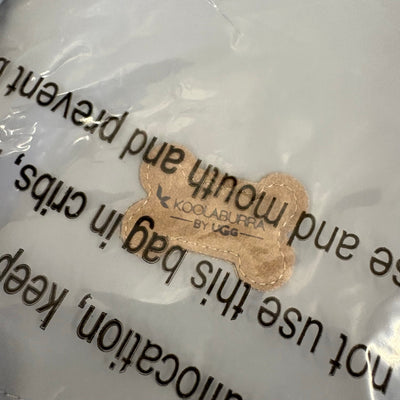 KOOLABURRA
BY UGG
uffocation, keep
not use this bag in cribs,
se and mouth and prevent